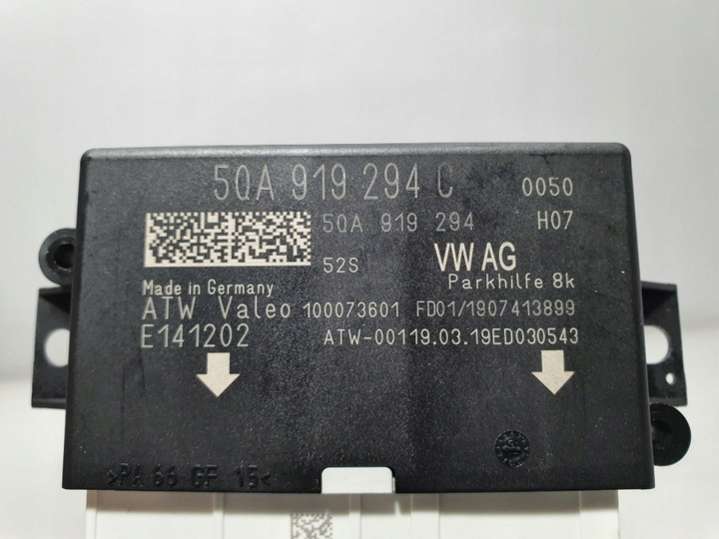 5QA 919 294 C 0050
5QA 919 294 H07
52S VW AG
Parkhilfe 8k
Made in Germany
ATW Valeo 100073601 FD01/1907413899
E141202 ATW-00119.03.19ED030543
>PA 66 GF 15<